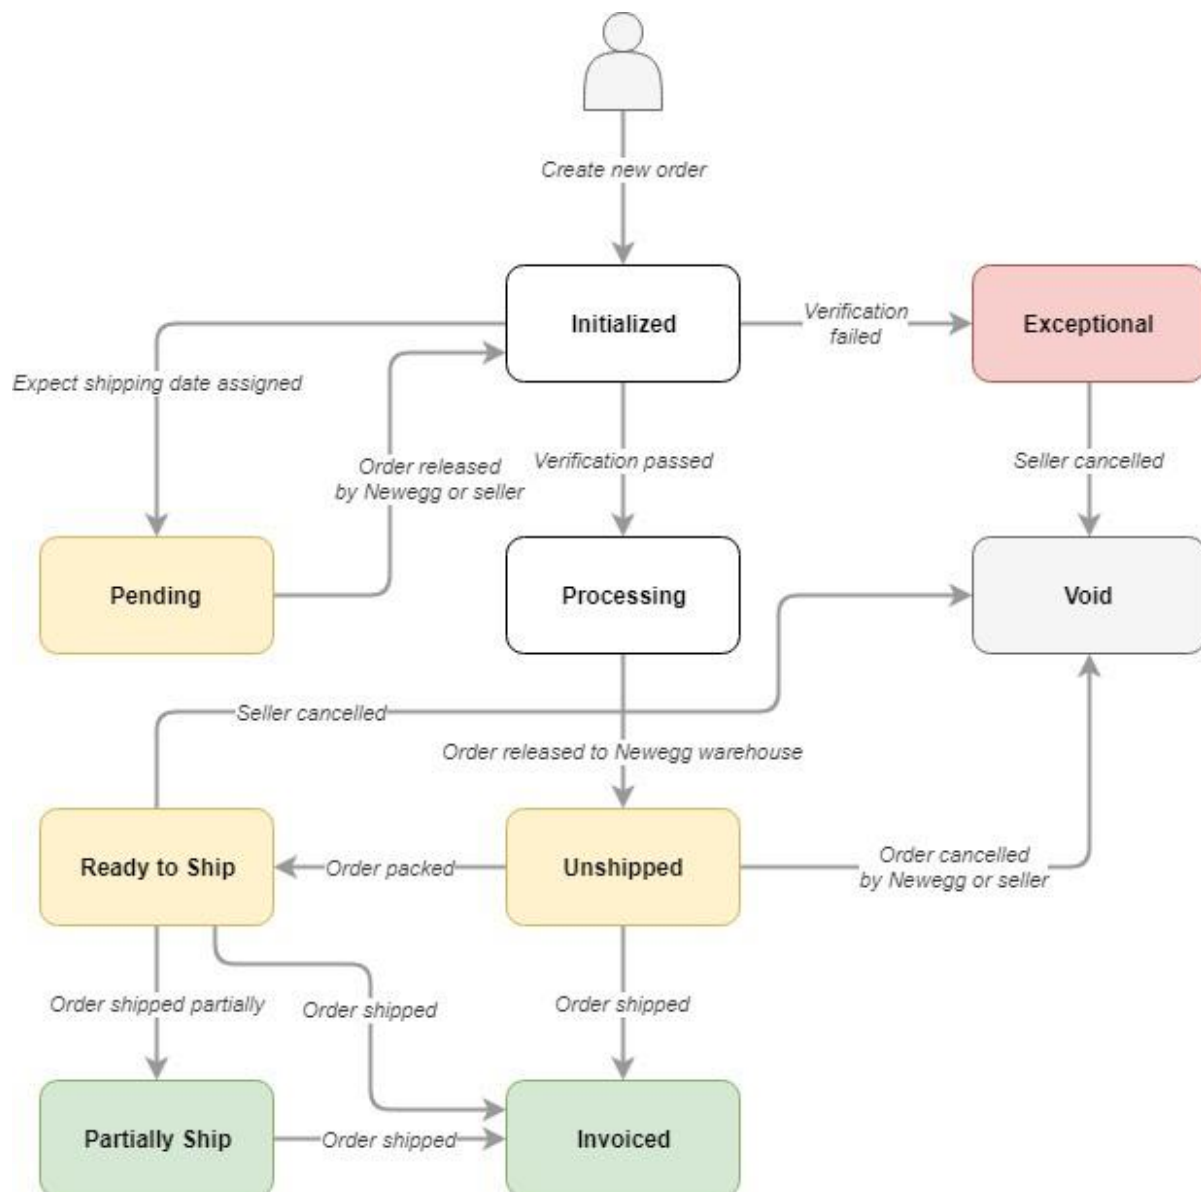 Create new order
Initialized
Verification
failed
Exceptional
Expect shipping date assigned
Order released
by Newegg or seller
Verification passed
Seller cancelled
Pending
Processing
Void
Seller cancelled
Order released to Newegg warehouse
Ready to Ship
Order packed
Unshipped
Order cancelled
by Newegg or seller
Order shipped partially
Order shipped
Order shipped
Partially Ship
Order shipped
Invoiced